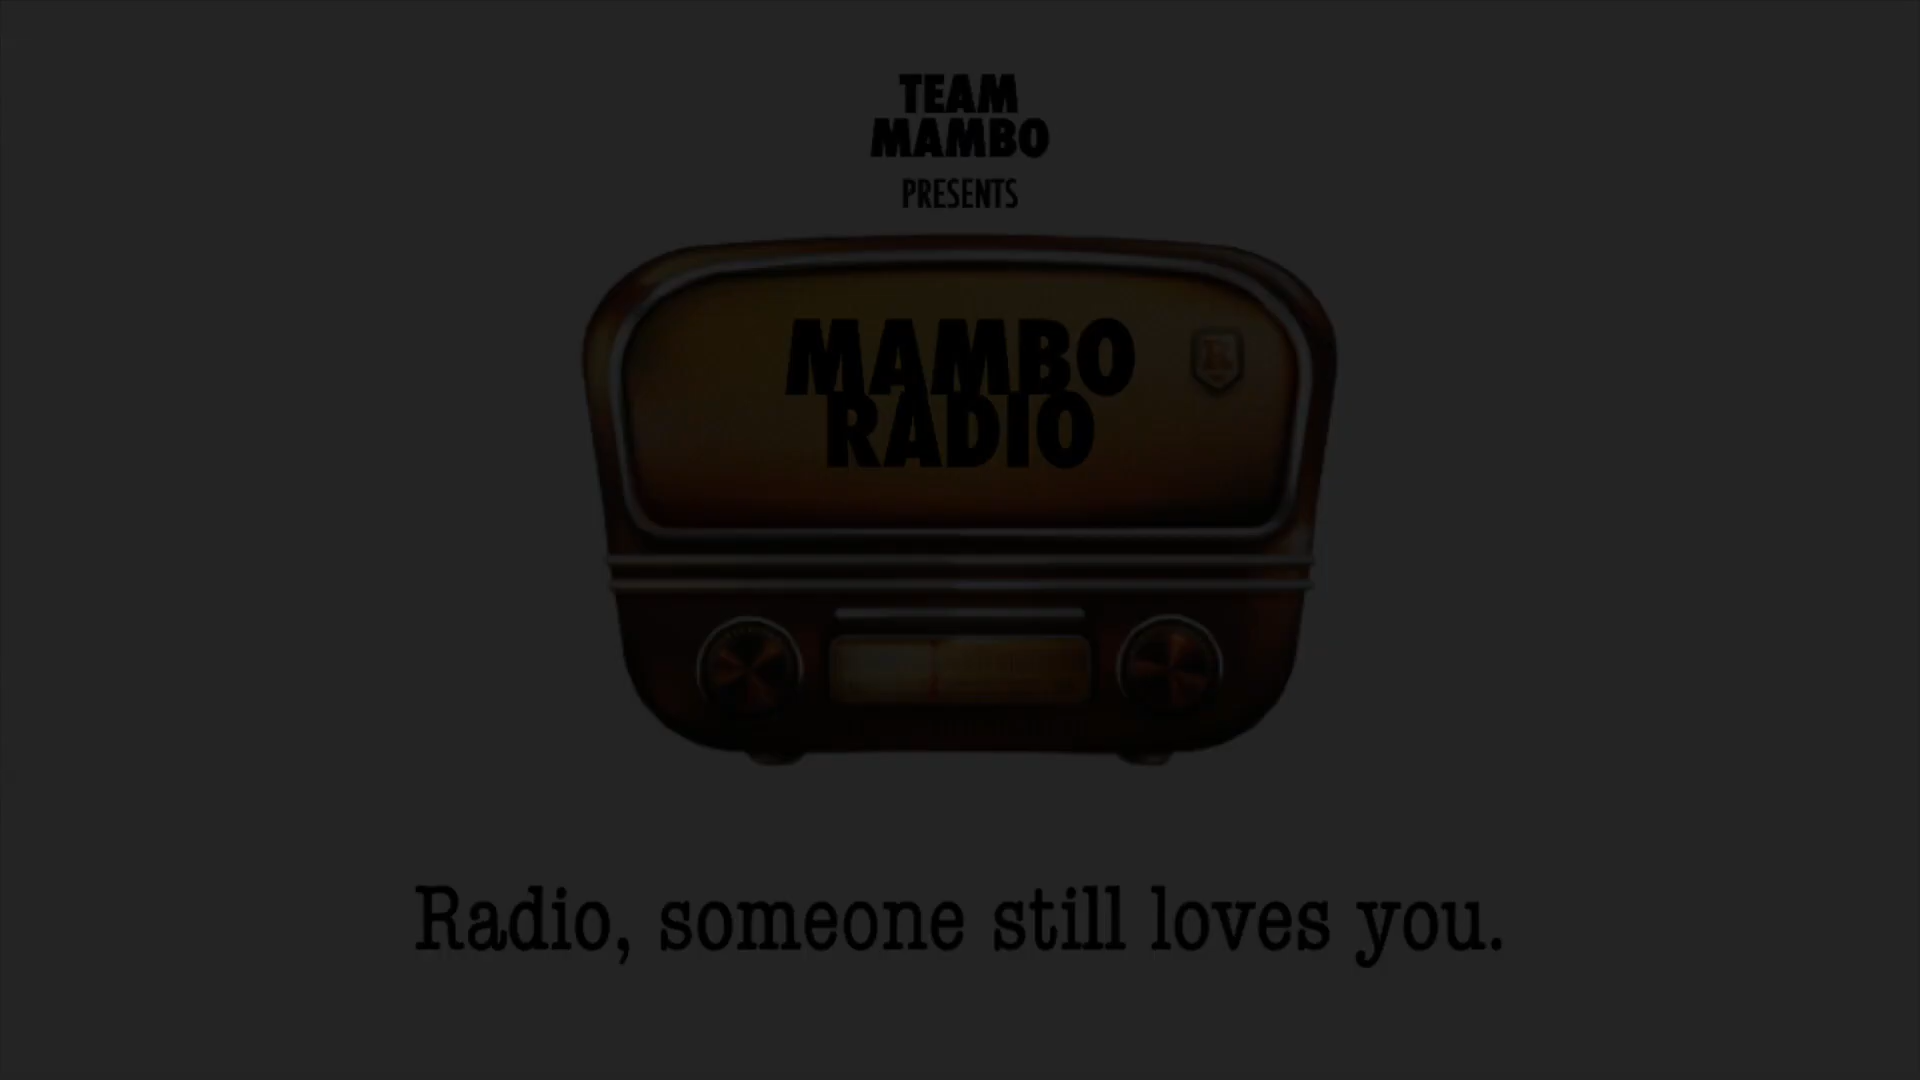 TEAM
MAMBO
PRESENTS
MAMBO
RADIO
R
Radio, someone still loves you.